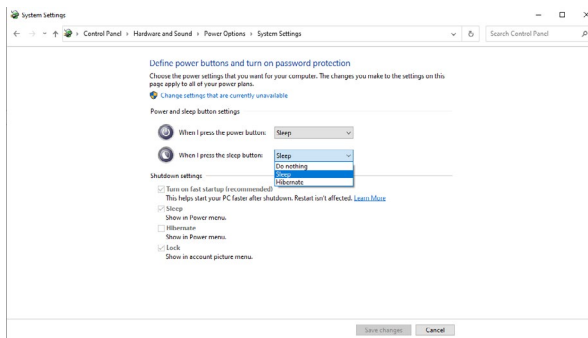 System Settings
Control Panel > Hardware and Sound > Power Options > System Settings
Search Control Panel
Define power buttons and turn on password protection
Choose the power settings that you want for your computer. The changes you make to the settings on this
page apply to all of your power plans.
Change settings that are currently unavailable
Power and sleep button settings
When I press the power button: Sleep
When I press the sleep button: Sleep
Do nothing
Sleep
Hibernate
Shutdown settings
Turn on fast startup (recommended)
This helps start your PC faster after shutdown. Restart isn't affected. Learn More
Sleep
Show in Power menu.
Hibernate
Show in Power menu.
Lock
Show in account picture menu.
Save changes Cancel